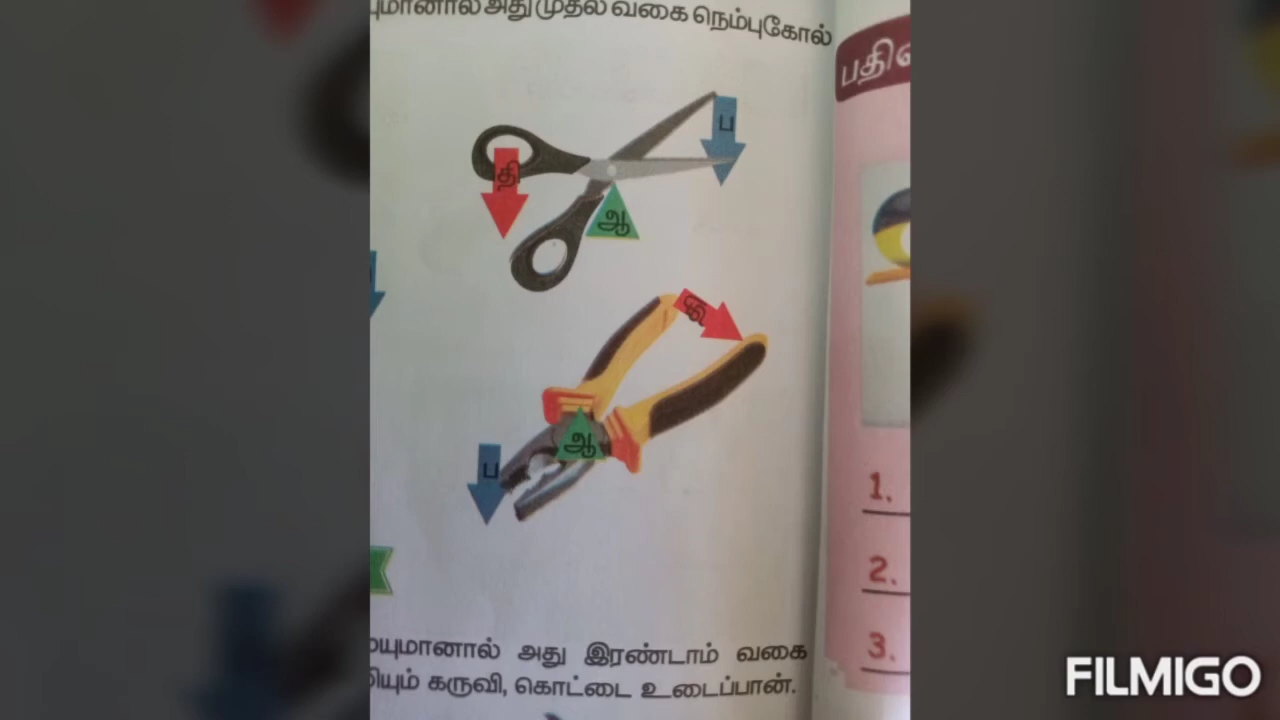 அது முதல் வகை நெம்புகோல்
ப
தி
ஆ
தி
ஆ
ப
அது இரண்டாம் வகை
கருவி, கொட்டை உடைப்பான்.
1.
2.
3.
FILMIGO